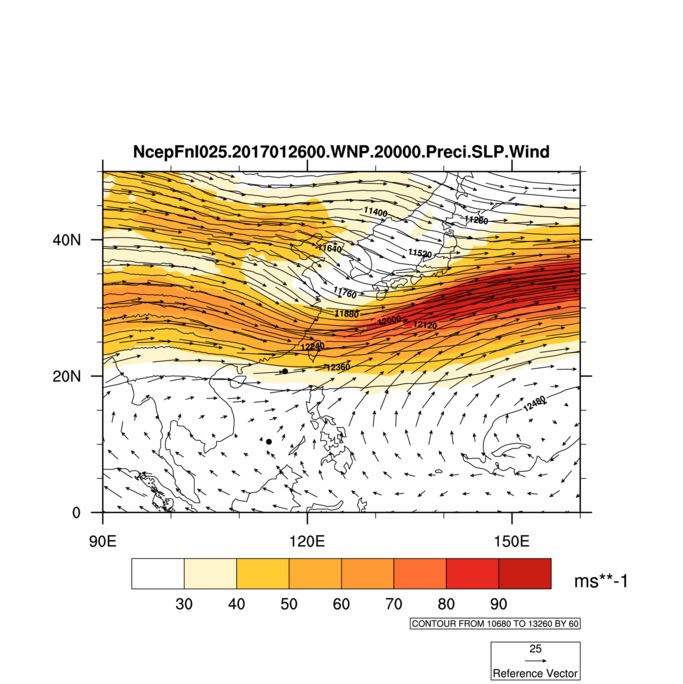 NcepFnl025.2017012600.WNP.20000.Preci.SLP.Wind
11400
11280
40N
11640
11520
11760
11880
12000
12120
12240
12360
20N
12480
0
90E 120E 150E
ms**-1
30 40 50 60 70 80 90
CONTOUR FROM 10680 TO 13260 BY 60
25
Reference Vector